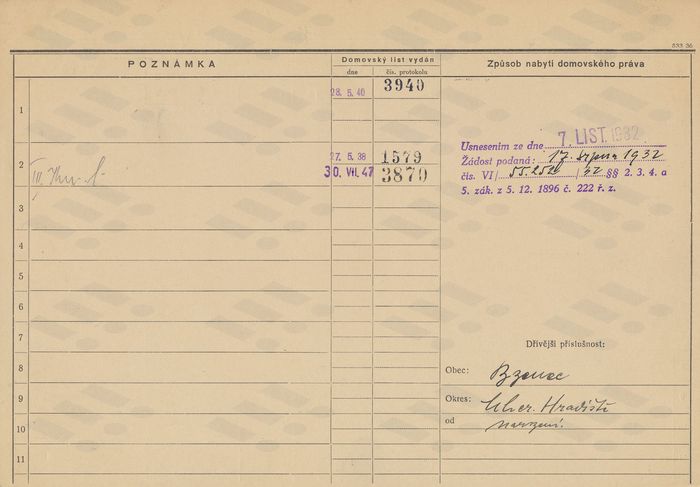 533 36
POZNÁMKA
Domovský list vydán
dne
čís. protokolu
Způsob nabytí domovského práva
1
28. 5. 40
3940
2
27. 5. 38
1579
30. VII. 47
3870
3
4
5
6
7
8
9
10
11
Usnesením ze dne 7. LIST. 1932
Žádost podaná: 17. srpna 1932
čís. VI/ /32 §§ 2. 3. 4. a
5. zák. z 5. 12. 1896 č. 222 ř. z.
Dřívější příslušnost:
Obec: Bzenec
Okres: Uher. Hradiště
od narození.